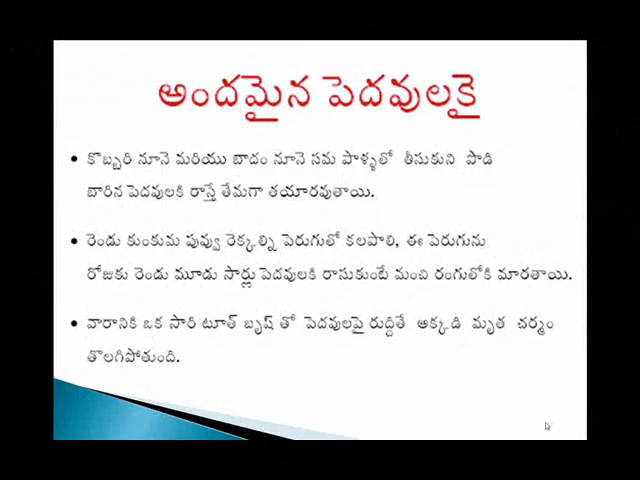 అందమైన పెదవులకై
• కొబ్బరి నూనె మరియు బాదం నూనె సమ పాళ్ళలో తీసుకుని పొడి
బారిన పెదవులకి రాస్తే తేమగా తయారవుతాయి.
• రెండు కుంకుమ పువ్వు రెక్కల్ని పెరుగులో కలపాలి, ఈ పెరుగును
రోజుకు రెండు మూడు సార్లు పెదవులకి రాసుకుంటే మంచి రంగులోకి మారతాయి.
• వారానికి ఒక సారి టూత్ బృష్ తో పెదవులపై రుద్దితే అక్కడి మృత చర్మం
తొలగిపోతుంది.